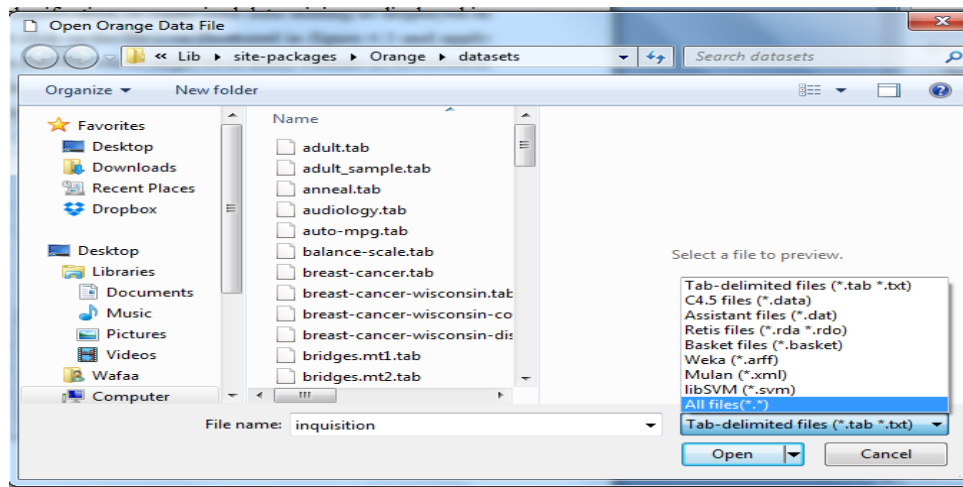 Open Orange Data File
« Lib ▸ site-packages ▸ Orange ▸ datasets
Search datasets
Organize
New folder
Favorites
Desktop
Downloads
Recent Places
Dropbox
Desktop
Libraries
Documents
Music
Pictures
Videos
Wafaa
Computer
Name
adult.tab
adult_sample.tab
anneal.tab
audiology.tab
auto-mpg.tab
balance-scale.tab
breast-cancer.tab
breast-cancer-wisconsin.tab
breast-cancer-wisconsin-co
breast-cancer-wisconsin-dis
bridges.mt1.tab
bridges.mt2.tab
Select a file to preview.
Tab-delimited files (*.tab *.txt)
C4.5 files (*.data)
Assistant files (*.dat)
Retis files (*.rda *.rdo)
Basket files (*.basket)
Weka (*.arff)
Mulan (*.xml)
libSVM (*.svm)
All files(*.*)
File name: inquisition
Tab-delimited files (*.tab *.txt)
Open
Cancel